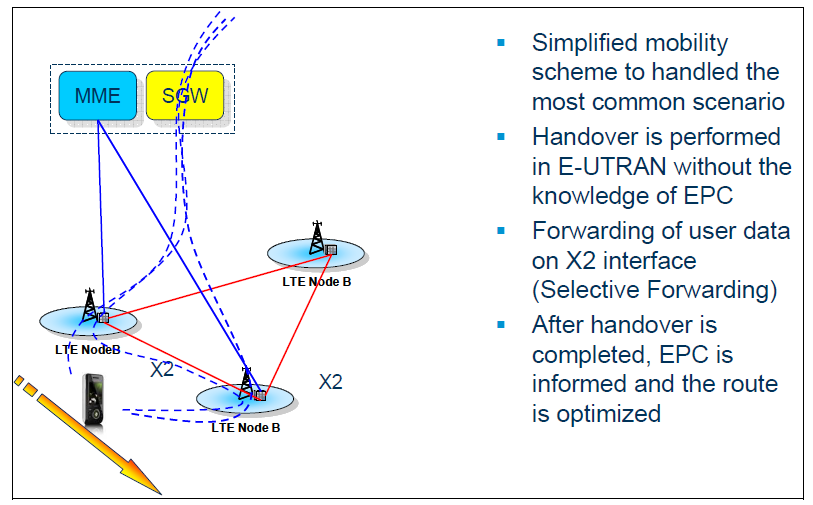 MME
SGW
LTE Node B
LTE NodeB
X2
X2
LTE Node B
▪ Simplified mobility
scheme to handled the
most common scenario
▪ Handover is performed
in E-UTRAN without the
knowledge of EPC
▪ Forwarding of user data
on X2 interface
(Selective Forwarding)
▪ After handover is
completed, EPC is
informed and the route
is optimized